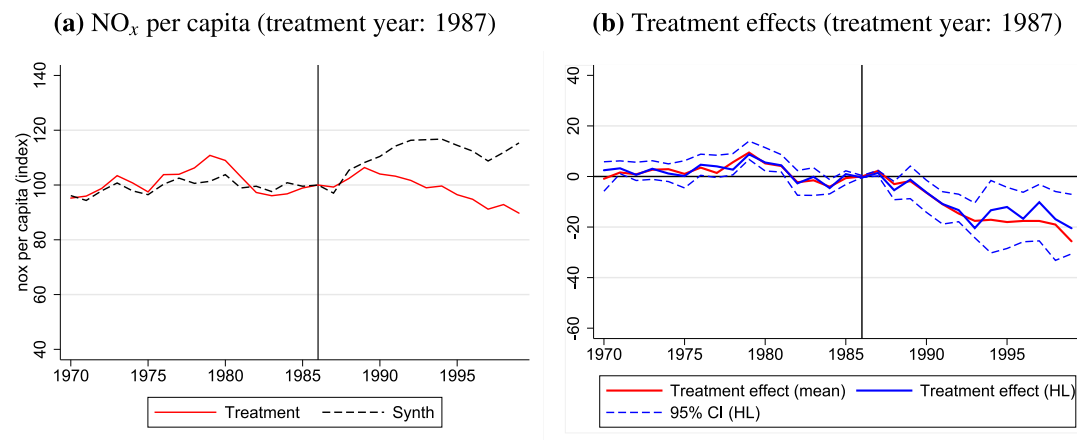 (a) NOx per capita (treatment year: 1987)
nox per capita (index)
140
120
100
80
60
40
1970 1975 1980 1985 1990 1995
Treatment Synth
(b) Treatment effects (treatment year: 1987)
40
20
0
-20
-40
-60
1970 1975 1980 1985 1990 1995
Treatment effect (mean) Treatment effect (HL)
95% CI (HL)